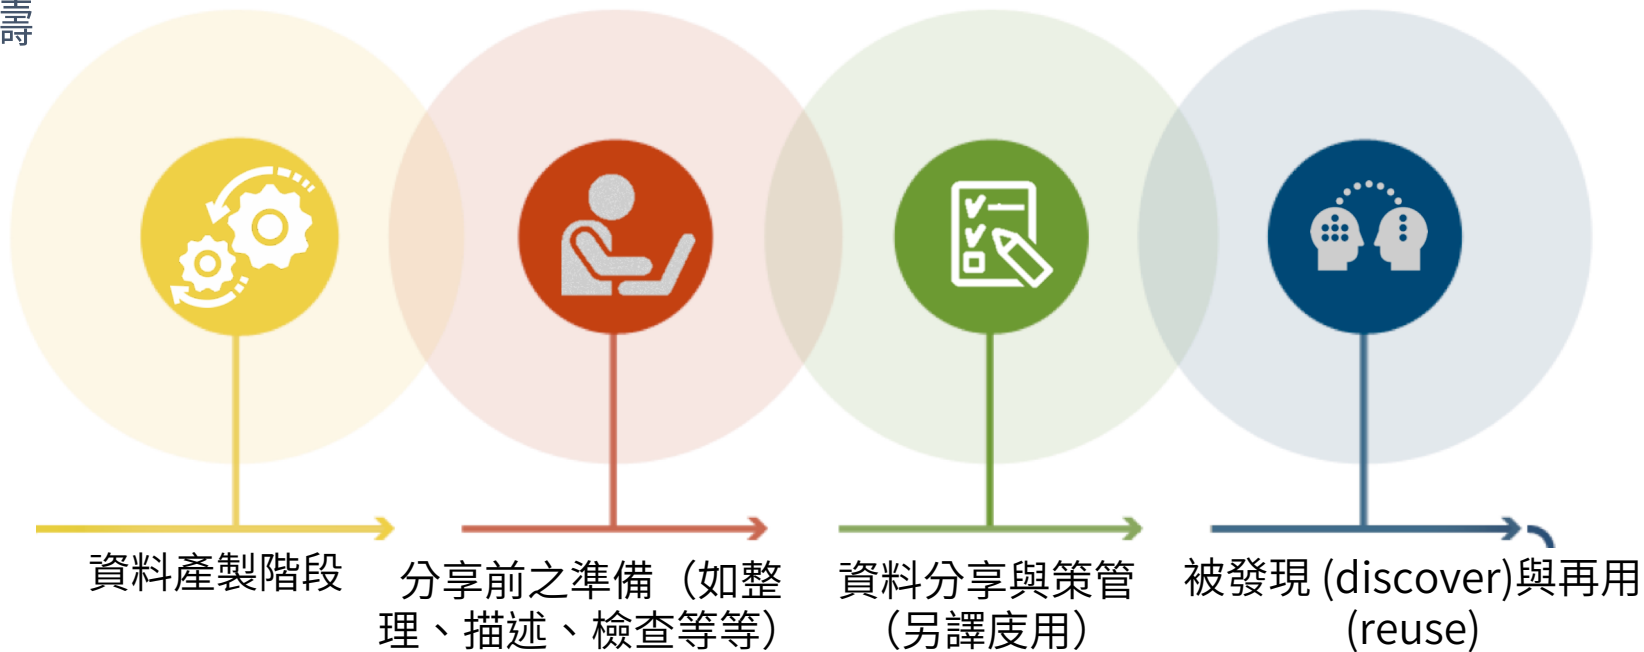 壽
資料產製階段
分享前之準備（如整
理、描述、檢查等等）
資料分享與策管
（另譯庋用）
被發現 (discover)與再用
(reuse)